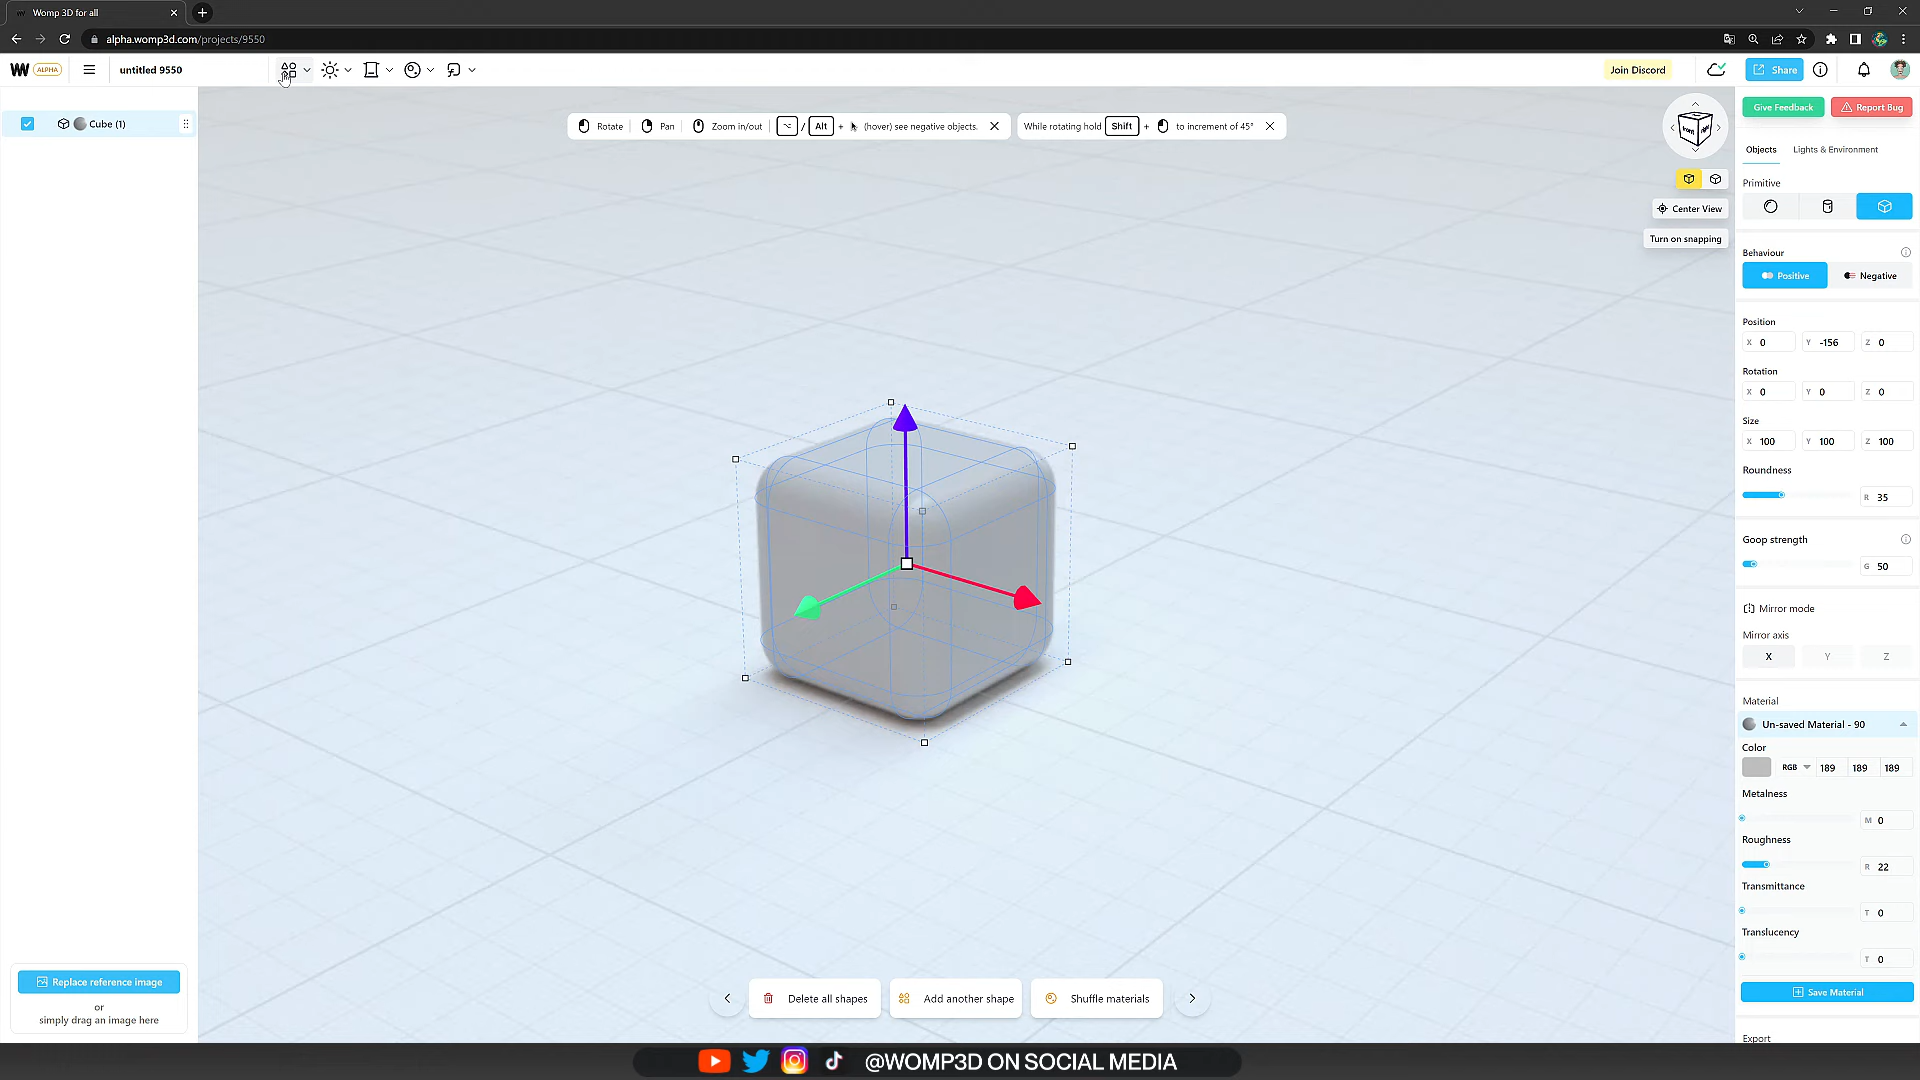 Womp 3D for all
alpha.womp3d.com/projects/9550
ALPHA
untitled 9550
Join Discord
Share
Cube (1)
Rotate
Pan
Zoom in/out
⌥ / Alt + (hover) see negative objects.
While rotating hold Shift + to increment of 45°
front
right
Center View
Turn on snapping
Give Feedback
Report Bug
Objects
Lights & Environment
Primitive
Behaviour
Positive
Negative
Position
X 0 Y -156 Z 0
Rotation
X 0 Y 0 Z 0
Size
X 100 Y 100 Z 100
Roundness
R 35
Goop strength
G 50
Mirror mode
Mirror axis
X Y Z
Material
Un-saved Material - 90
Color
RGB 189 189 189
Metalness
M 0
Roughness
R 22
Transmittance
T 0
Translucency
T 0
Save Material
Export
Replace reference image
or
simply drag an image here
Delete all shapes
Add another shape
Shuffle materials
@WOMP3D ON SOCIAL MEDIA